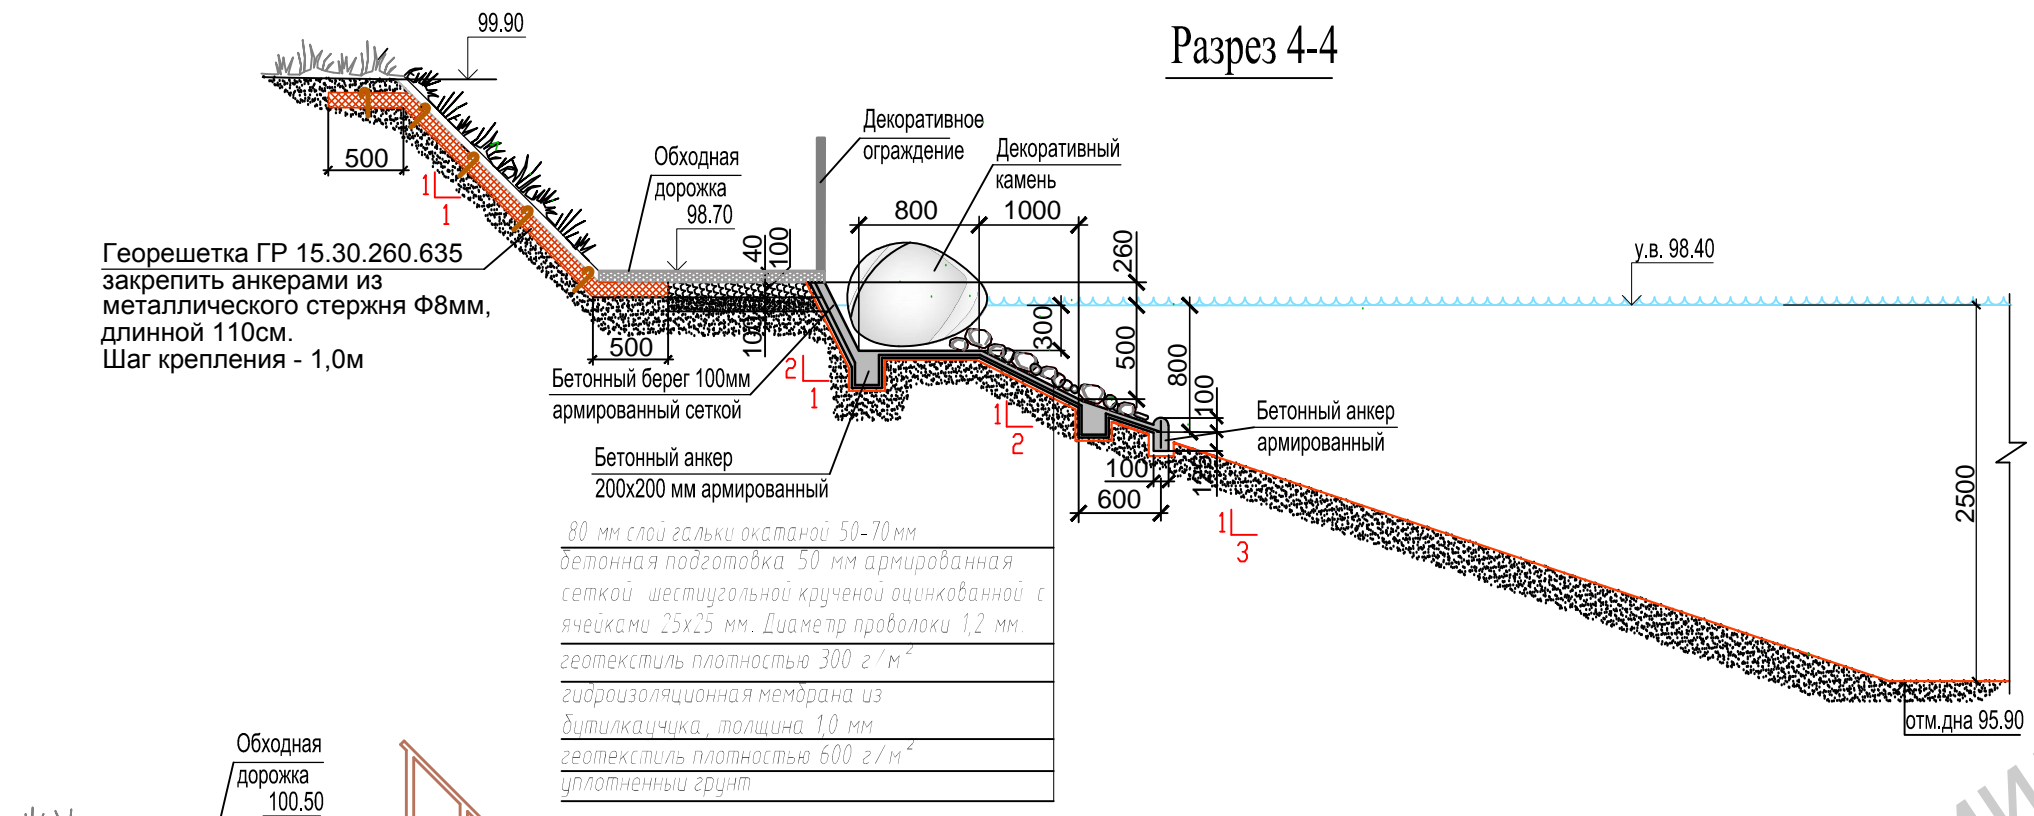 Разрез 4-4
99.90
500
1
1
Георешетка ГР 15.30.260.635
закрепить анкерами из
металлического стержня Ф8мм,
длинной 110см.
Шаг крепления - 1,0м
Обходная
дорожка
98.70
Декоративное
ограждение
Декоративный
камень
800
1000
40
100
260
у.в. 98.40
500
100
300
500
800
100
2
1
1
2
Бетонный берег 100мм
армированный сеткой
Бетонный анкер
200х200 мм армированный
Бетонный анкер
армированный
100
600
1
3
2500
отм.дна 95.90
80 мм слой гальки окатаной 50-70мм
бетонная подготовка 50 мм армированная
сеткой шестиугольной крученой оцинкованной с
ячейками 25х25 мм. Диаметр проволоки 1,2 мм.
геотекстиль плотностью 300 г/м²
гидроизоляционная мембрана из
бутилкаучука, толщина 1,0 мм
геотекстиль плотностью 600 г/м²
уплотненный грунт
Обходная
дорожка
100.50